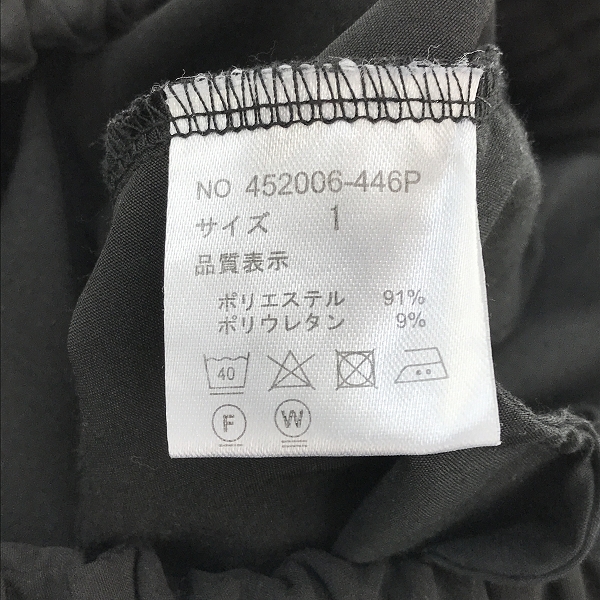 NO 452006-446P
サイズ 1
品質表示
ポリエステル 91%
ポリウレタン 9%
40
F W